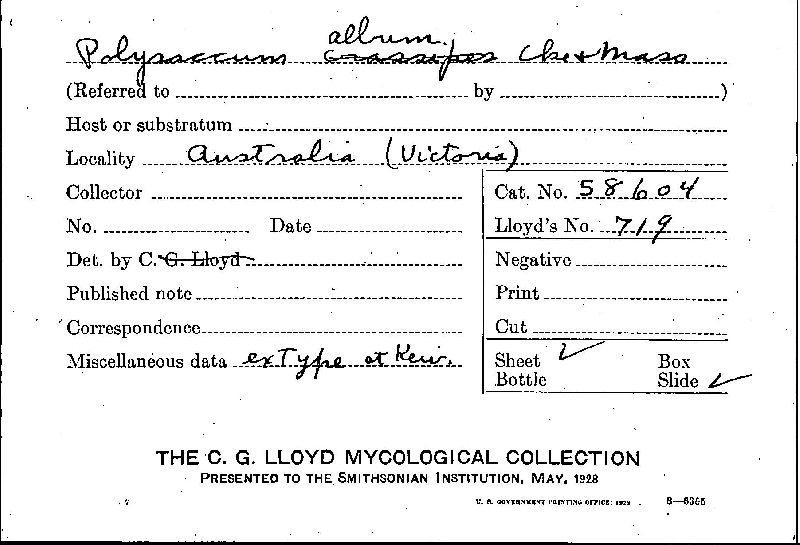 Polysaccum album crassipes Cke & Mass
(Referred to by )
Host or substratum
Locality Australia (Victoria)
Collector
Cat. No. 58604
No. Date
Lloyd's No. 719
Det. by C. G. Lloyd
Negative
Published note
Print
Correspondence
Cut
Miscellaneous data ex Type at Kew.
Sheet ✓ Box
Bottle Slide ✓
THE C. G. LLOYD MYCOLOGICAL COLLECTION
PRESENTED TO THE SMITHSONIAN INSTITUTION, MAY, 1928
U. S. GOVERNMENT PRINTING OFFICE: 1929 8—6355